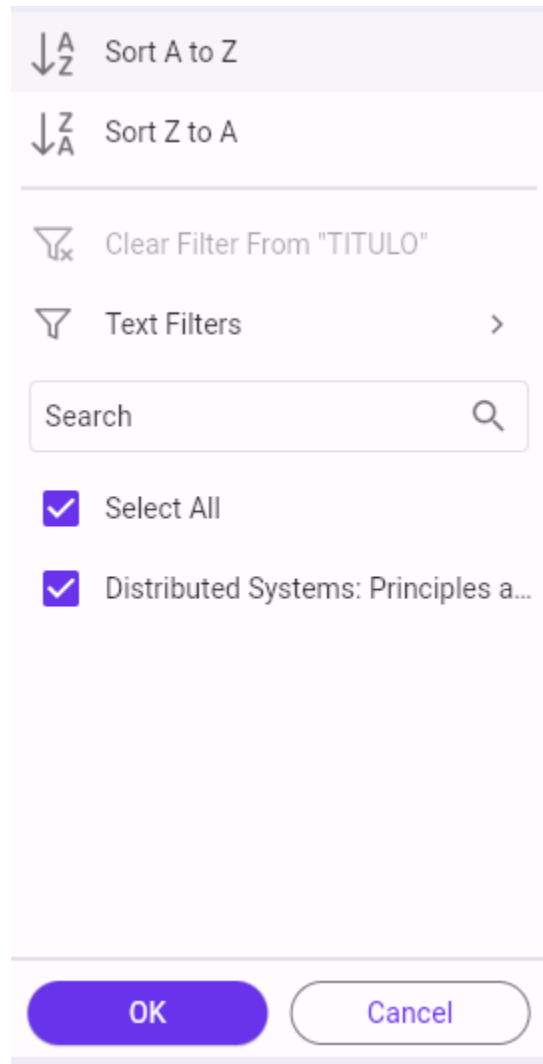 Sort A to Z
Sort Z to A
Clear Filter From "TITULO"
Text Filters
Search
Select All
Distributed Systems: Principles a...
OK
Cancel